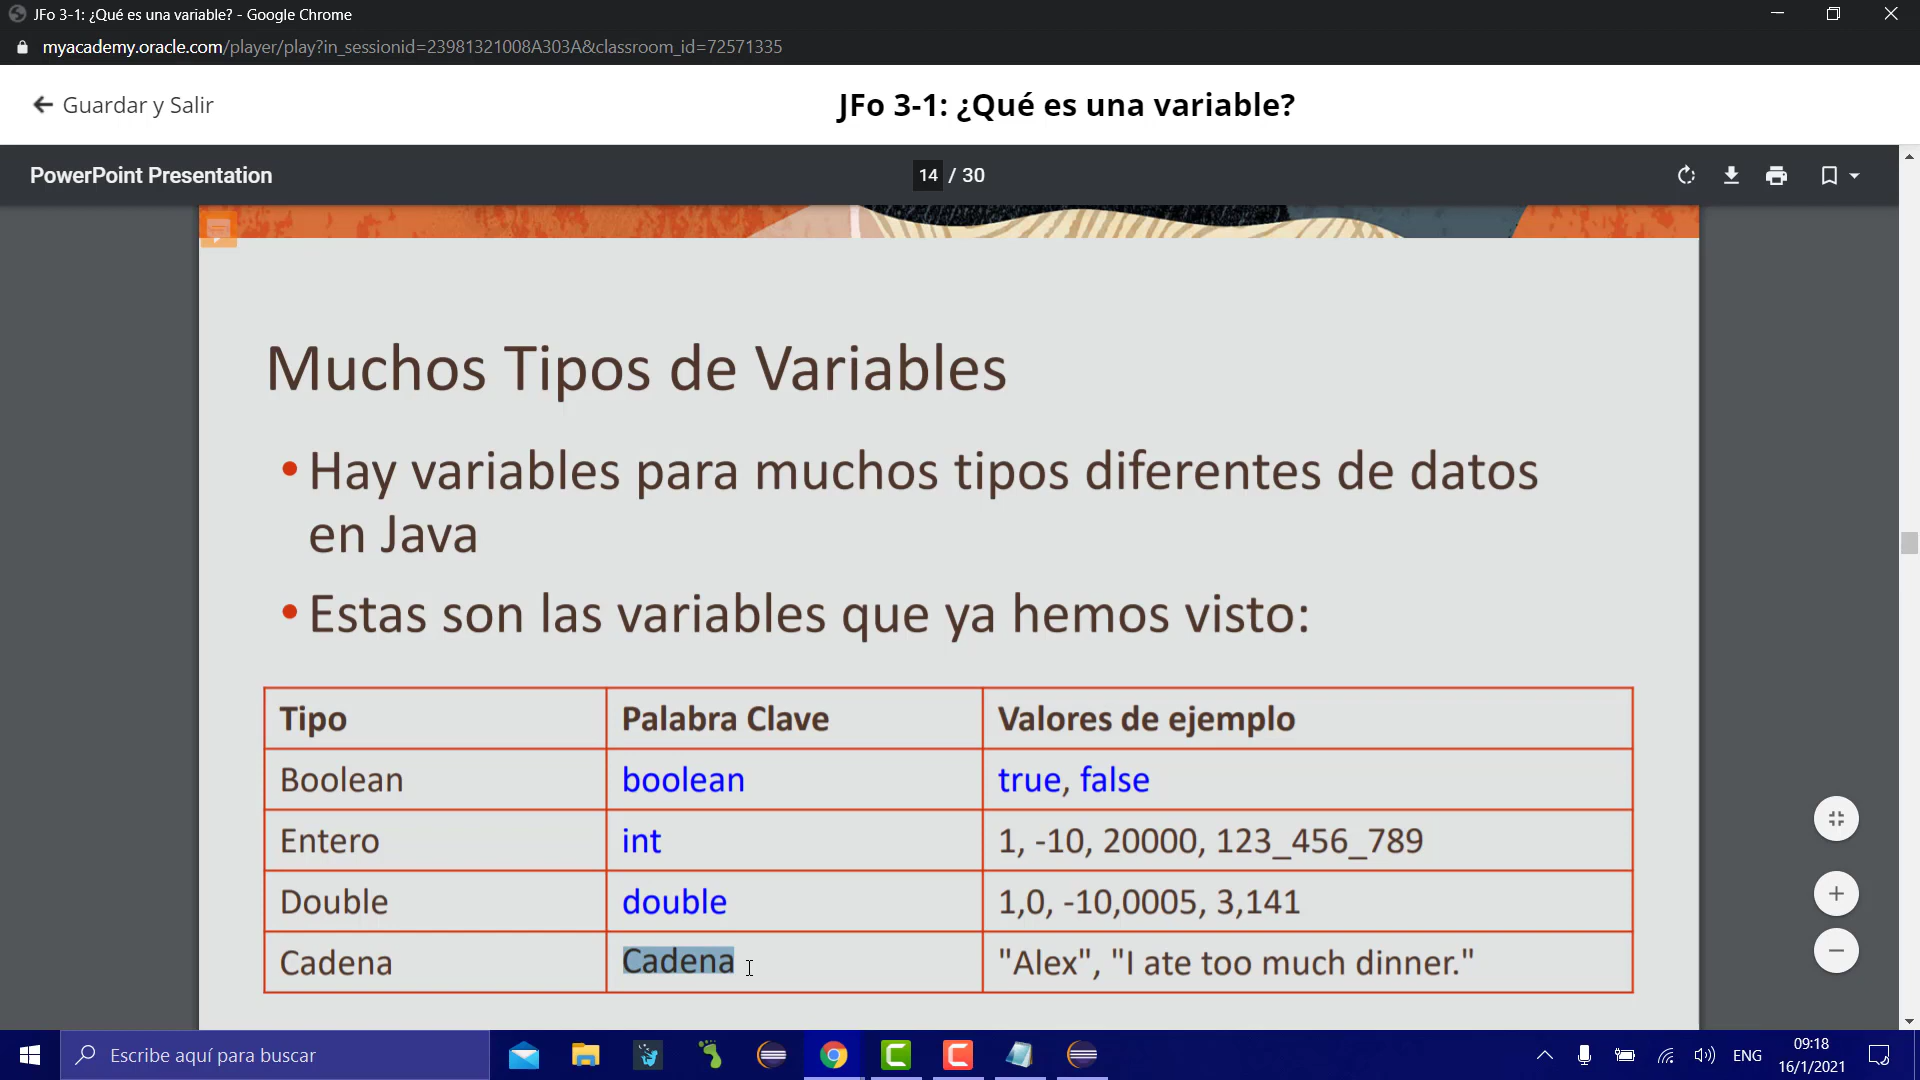 JFo 3-1: ¿Qué es una variable? - Google Chrome
myacademy.oracle.com/player/play?in_sessionid=23981321008A303A&classroom_id=72571335
Guardar y Salir
JFo 3-1: ¿Qué es una variable?
PowerPoint Presentation
14 / 30
Muchos Tipos de Variables
•Hay variables para muchos tipos diferentes de datos
en Java
•Estas son las variables que ya hemos visto:
Tipo Palabra Clave Valores de ejemplo
Boolean boolean true, false
Entero int 1, -10, 20000, 123_456_789
Double double 1,0, -10,0005, 3,141
Cadena Cadena "Alex", "I ate too much dinner."
Escribe aquí para buscar
ENG
09:18
16/1/2021